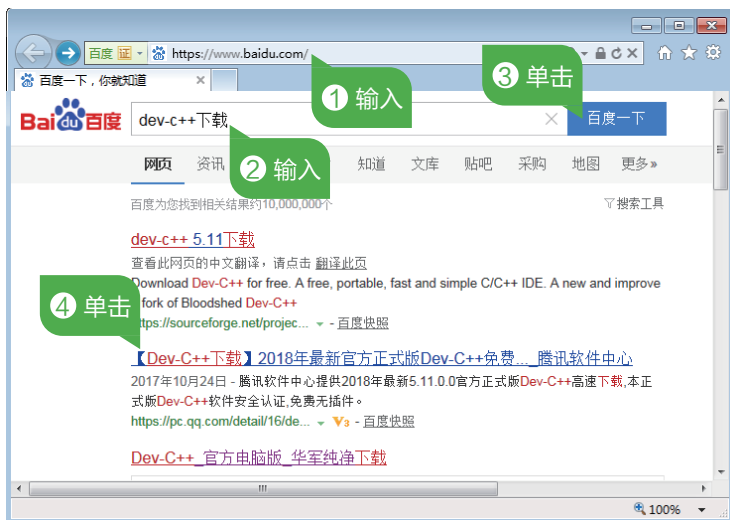 百度 证 https://www.baidu.com/
百度一下，你就知道 ×
① 输入
③ 单击
Bai百度 dev-c++下载 × 百度一下
② 输入
网页 资讯 知道 文库 贴吧 采购 地图 更多»
百度为您找到相关结果约10,000,000个 搜索工具
dev-c++ 5.11下载
查看此网页的中文翻译，请点击 翻译此页
Download Dev-C++ for free. A free, portable, fast and simple C/C++ IDE. A new and improve
fork of Bloodshed Dev-C++
④ 单击
https://sourceforge.net/projec... - 百度快照
【Dev-C++下载】2018年最新官方正式版Dev-C++免费..._腾讯软件中心
2017年10月24日 - 腾讯软件中心提供2018年最新5.11.0.0官方正式版Dev-C++高速下载,本正
式版Dev-C++软件安全认证,免费无插件。
https://pc.qq.com/detail/16/de... V3 - 百度快照
Dev-C++_官方电脑版_华军纯净下载
100%